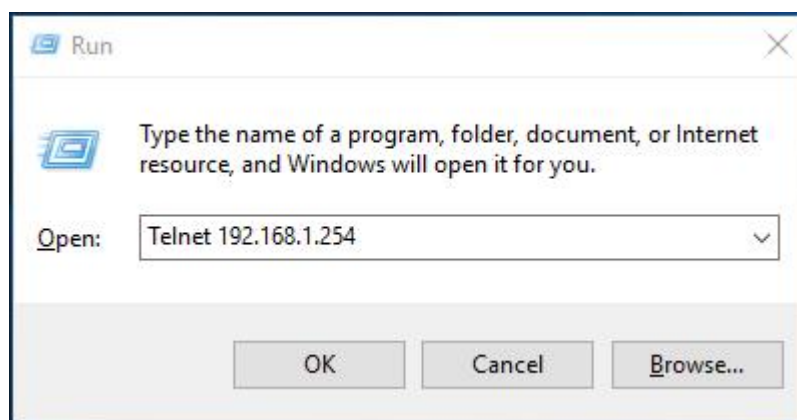 Run
Type the name of a program, folder, document, or Internet
resource, and Windows will open it for you.
Open: Telnet 192.168.1.254
OK Cancel Browse...